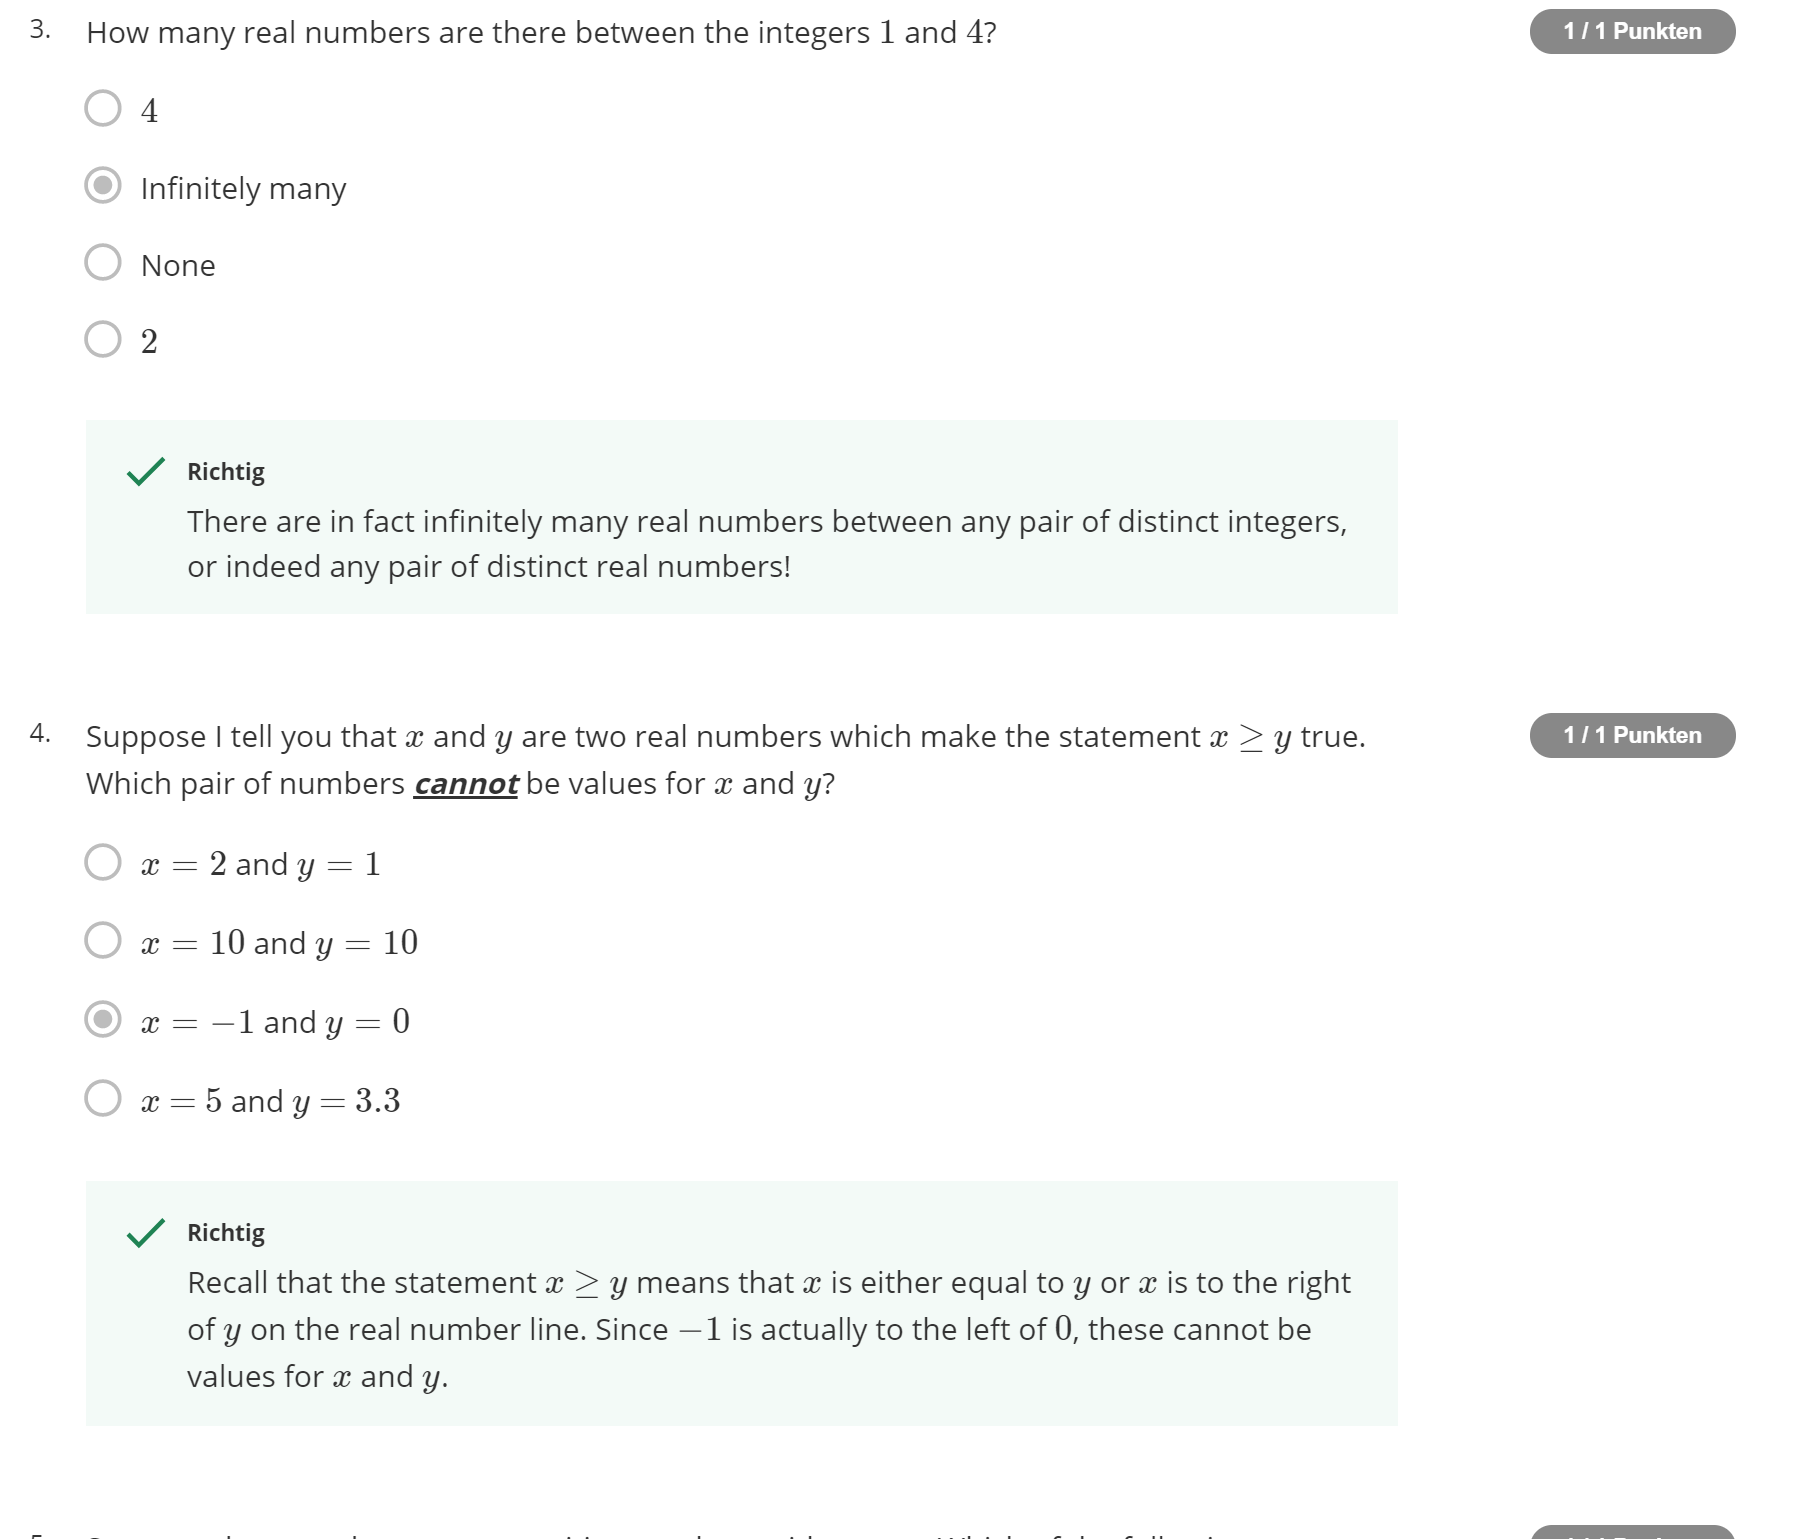 3. How many real numbers are there between the integers 1 and 4?
1 / 1 Punkten
4
Infinitely many
None
2
Richtig
There are in fact infinitely many real numbers between any pair of distinct integers,
or indeed any pair of distinct real numbers!
4. Suppose I tell you that x and y are two real numbers which make the statement x ≥ y true.
1 / 1 Punkten
Which pair of numbers cannot be values for x and y?
x = 2 and y = 1
x = 10 and y = 10
x = −1 and y = 0
x = 5 and y = 3.3
Richtig
Recall that the statement x ≥ y means that x is either equal to y or x is to the right
of y on the real number line. Since −1 is actually to the left of 0, these cannot be
values for x and y.